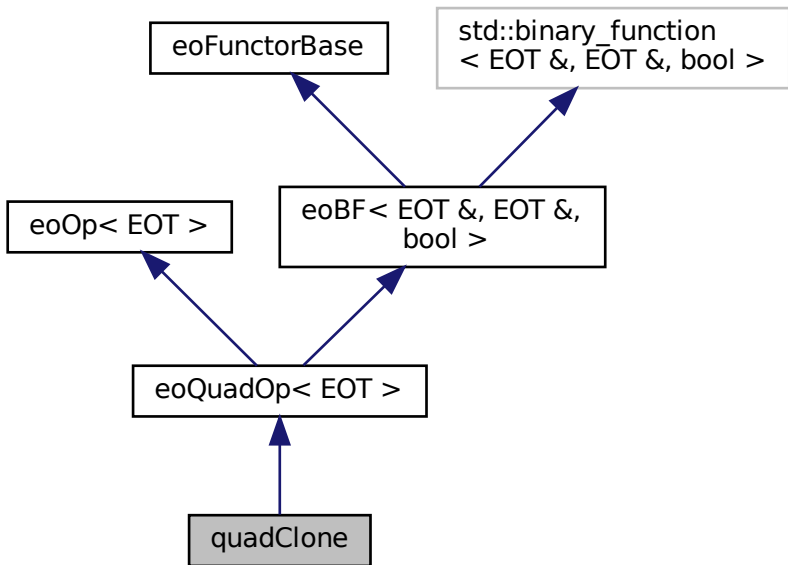 eoFunctorBase
std::binary_function
< EOT &, EOT &, bool >
eoOp< EOT >
eoBF< EOT &, EOT &,
bool >
eoQuadOp< EOT >
quadClone